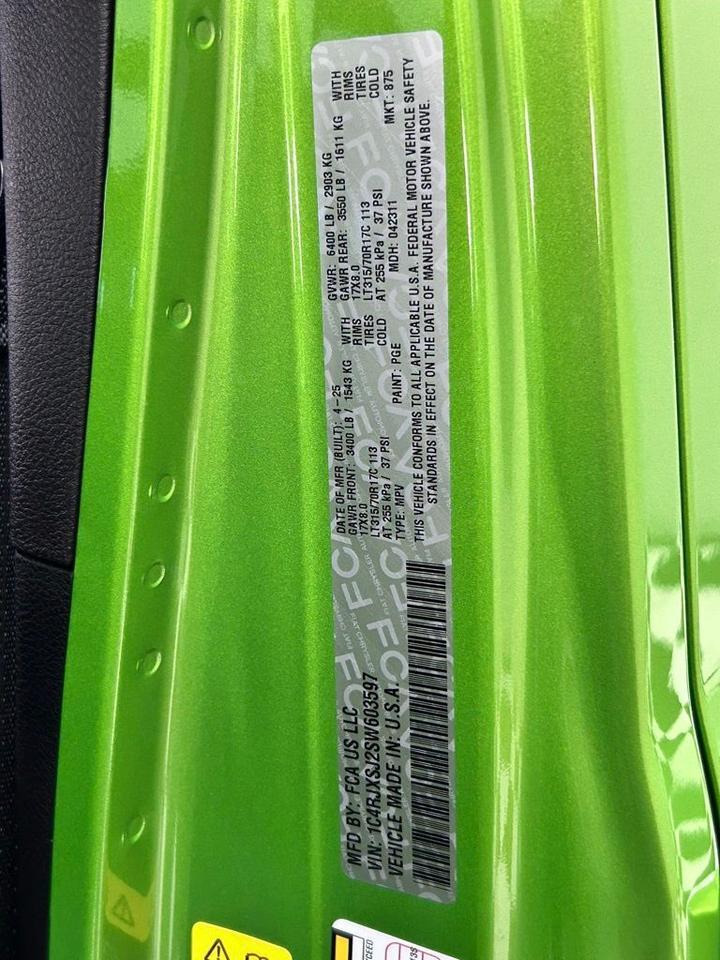 MFD BY: FCA US LLC
VIN: 1C4RJXSJ2SW603597
VEHICLE MADE IN: U.S.A.
DATE OF MFR (BUILT): 4-25
GAWR FRONT: 3400 LB / 1543 KG WITH
17X8.0 RIMS
LT315/70R17C 113 TIRES
AT 255 kPa / 37 PSI COLD
TYPE: MPV PAINT: PGE
GVWR: 6400 LB / 2903 KG
GAWR REAR: 3550 LB / 1611 KG WITH
17X8.0 RIMS
LT315/70R17C 113 TIRES
AT 255 kPa / 37 PSI COLD
MDH: 042311 MKT: 875
THIS VEHICLE CONFORMS TO ALL APPLICABLE U.S.A. FEDERAL MOTOR VEHICLE SAFETY
STANDARDS IN EFFECT ON THE DATE OF MANUFACTURE SHOWN ABOVE.